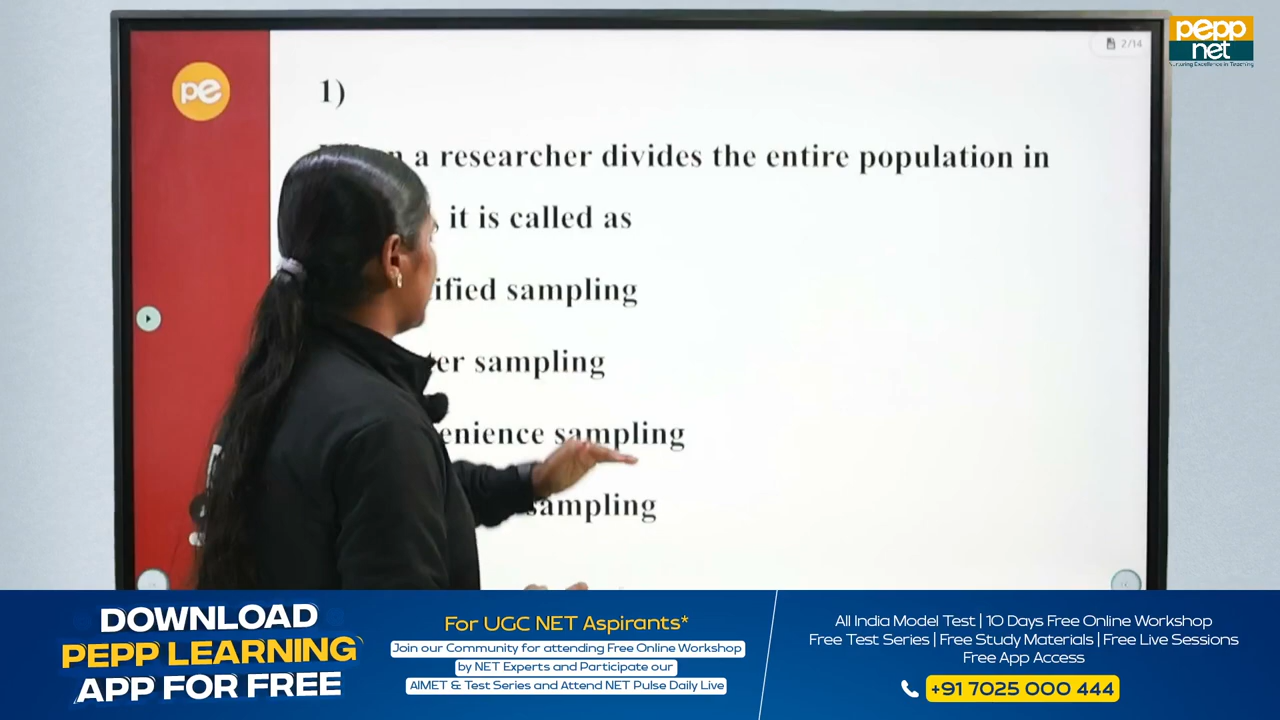 pepp
net
Nurturing Excellence in Teaching
2/14
pe
1)
a researcher divides the entire population in
it is called as
ified sampling
er sampling
enience sampling
sampling
DOWNLOAD
PEPP LEARNING
APP FOR FREE
For UGC NET Aspirants*
Join our Community for attending Free Online Workshop
by NET Experts and Participate our
AIMET & Test Series and Attend NET Pulse Daily Live
All India Model Test | 10 Days Free Online Workshop
Free Test Series | Free Study Materials | Free Live Sessions
Free App Access
+91 7025 000 444